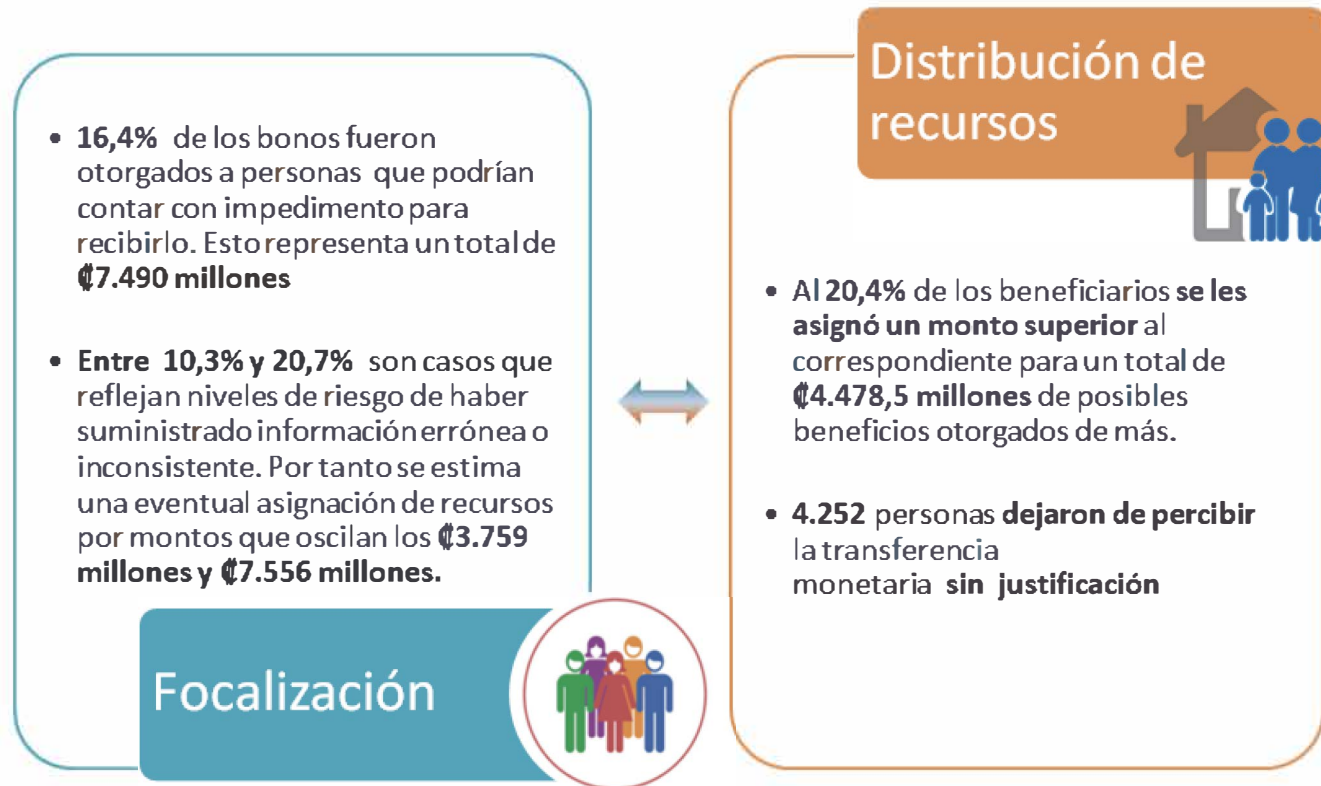 • 16,4% de los bonos fueron
otorgados a personas que podrían
contar con impedimento para
recibirlo. Esto representa un total de
₡7.490 millones
• Entre 10,3% y 20,7% son casos que
reflejan niveles de riesgo de haber
suministrado información errónea o
inconsistente. Por tanto se estima
una eventual asignación de recursos
por montos que oscilan los ₡3.759
millones y ₡7.556 millones.
Focalización
Distribución de
recursos
• Al 20,4% de los beneficiarios se les
asignó un monto superior al
correspondiente para un total de
₡4.478,5 millones de posibles
beneficios otorgados de más.
• 4.252 personas dejaron de percibir
la transferencia
monetaria sin justificación